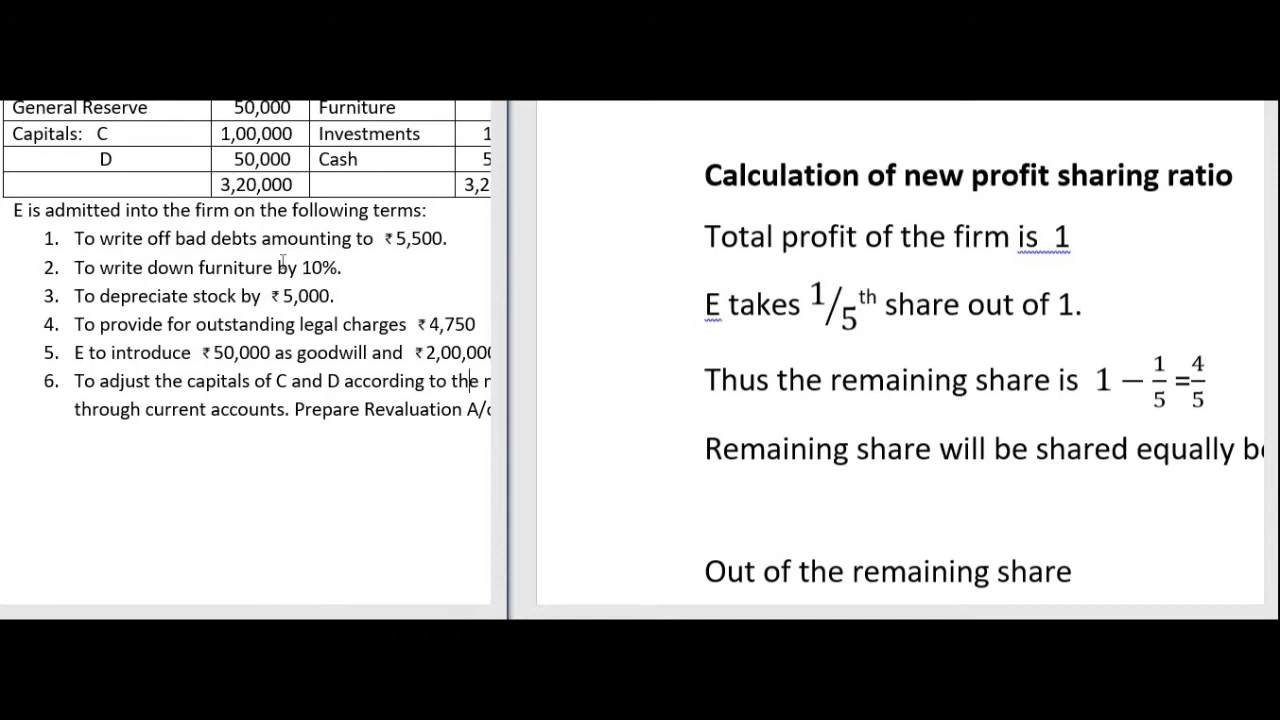 General Reserve 50,000 Furniture
Capitals: C 1,00,000 Investments 1
D 50,000 Cash 5
3,20,000 3,2
E is admitted into the firm on the following terms:
1. To write off bad debts amounting to ₹5,500.
2. To write down furniture by 10%.
3. To depreciate stock by ₹5,000.
4. To provide for outstanding legal charges ₹4,750
5. E to introduce ₹50,000 as goodwill and ₹2,00,000
6. To adjust the capitals of C and D according to the
through current accounts. Prepare Revaluation A/c
Calculation of new profit sharing ratio
Total profit of the firm is 1
E takes 1/5th share out of 1.
Thus the remaining share is 1 − 1/5 = 4/5
Remaining share will be shared equally
Out of the remaining share